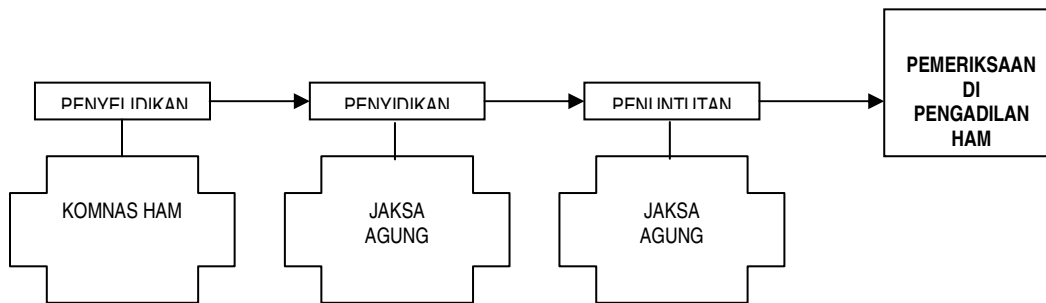 PENYELIDIKAN
PENYIDIKAN
PENUNTUTAN
PEMERIKSAAN
DI
PENGADILAN
HAM
KOMNAS HAM
JAKSA
AGUNG
JAKSA
AGUNG